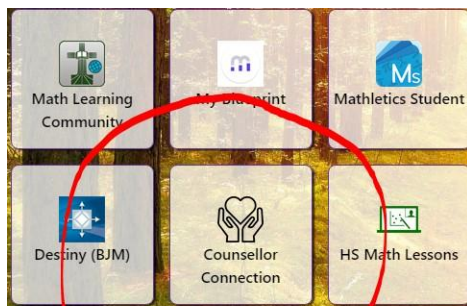 Math Learning
Community
My Blueprint
Mathletics Student
Ms
Destiny (BJM)
Counsellor
Connection
HS Math Lessons